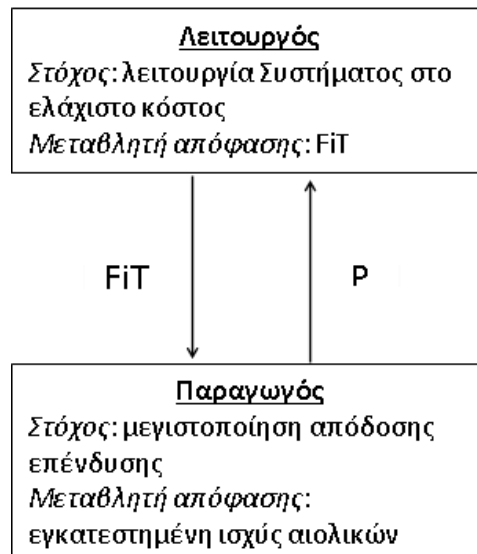 Λειτουργός
Στόχος: λειτουργία Συστήματος στο
ελάχιστο κόστος
Μεταβλητή απόφασης: FiT
FiT
P
Παραγωγός
Στόχος: μεγιστοποίηση απόδοσης
επένδυσης
Μεταβλητή απόφασης:
εγκατεστημένη ισχύς αιολικών